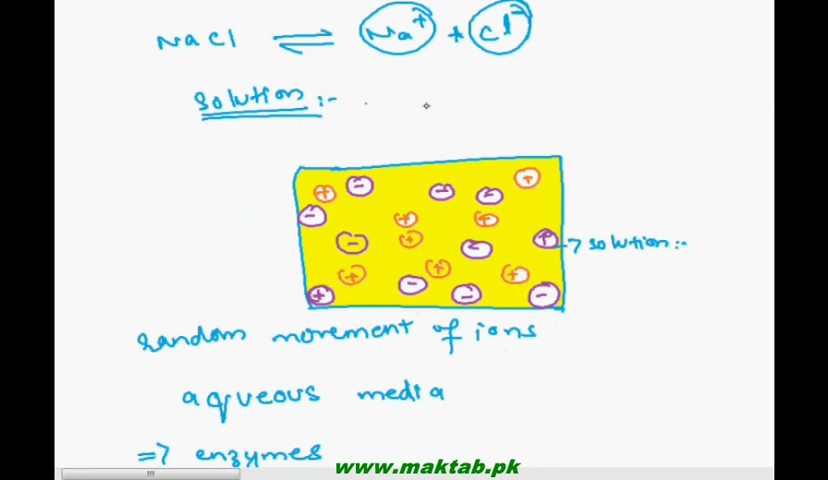 NaCl ⇌ Na⁺ + Cl⁻
solution :-
→ solution :-
random movement of ions
aqueous media
⇒ enzymes
www.maktab.pk